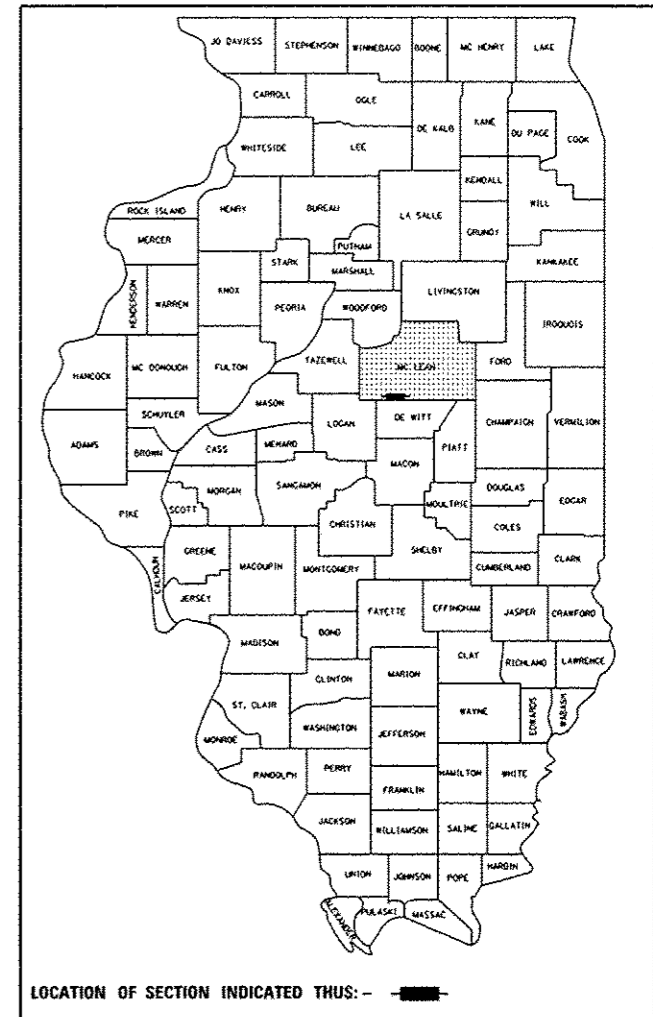 JO DAVIESS STEPHENSON WINNEBAGO BOONE MC HENRY LAKE
CARROLL OGLE DE KALB KANE DU PAGE COOK
WHITESIDE LEE
KENDALL WILL
ROCK ISLAND HENRY BUREAU LA SALLE GRUNDY
MERCER PUTNAM KANKAKEE
STARK MARSHALL
HENDERSON WARREN KNOX PEORIA WOODFORD LIVINGSTON
IROQUOIS
HANCOCK MC DONOUGH FULTON TAZEWELL MC LEAN FORD
MASON
SCHUYLER LOGAN DE WITT CHAMPAIGN VERMILION
ADAMS BROWN CASS MENARD PIATT
MACON
PIKE SCOTT MORGAN SANGAMON MOULTRIE DOUGLAS EDGAR
CHRISTIAN COLES
GREENE SHELBY
CALHOUN MACOUPIN MONTGOMERY CUMBERLAND CLARK
JERSEY FAYETTE EFFINGHAM JASPER CRAWFORD
MADISON BOND
CLAY RICHLAND LAWRENCE
CLINTON MARION
ST. CLAIR WAYNE EDWARDS WABASH
MONROE WASHINGTON JEFFERSON
RANDOLPH PERRY HAMILTON WHITE
FRANKLIN
JACKSON WILLIAMSON SALINE GALLATIN
UNION JOHNSON POPE HARDIN
ALEXANDER PULASKI MASSAC
LOCATION OF SECTION INDICATED THUS: -